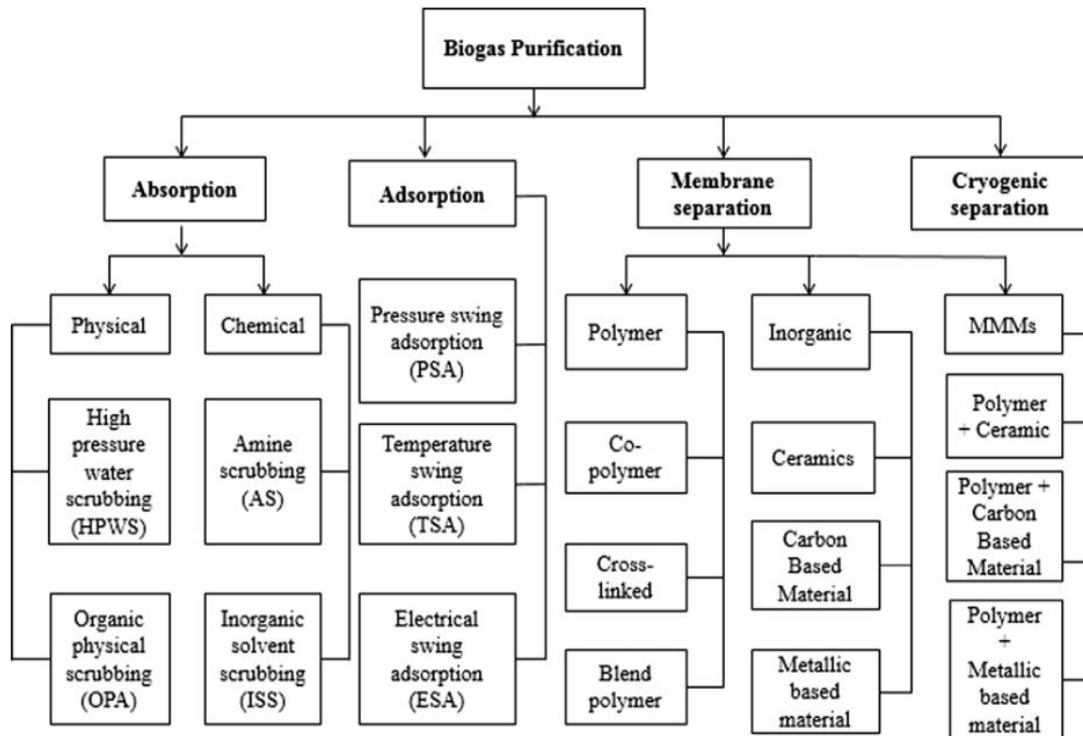 Biogas Purification
Absorption
Adsorption
Membrane
separation
Cryogenic
separation
Physical
Chemical
Pressure swing
adsorption
(PSA)
Polymer
Inorganic
MMMs
High
pressure
water
scrubbing
(HPWS)
Amine
scrubbing
(AS)
Temperature
swing
adsorption
(TSA)
Co-
polymer
Ceramics
Polymer
+ Ceramic
Polymer +
Carbon
Based
Material
Cross-
linked
Carbon
Based
Material
Organic
physical
scrubbing
(OPA)
Inorganic
solvent
scrubbing
(ISS)
Electrical
swing
adsorption
(ESA)
Blend
polymer
Metallic
based
material
Polymer
+
Metallic
based
material